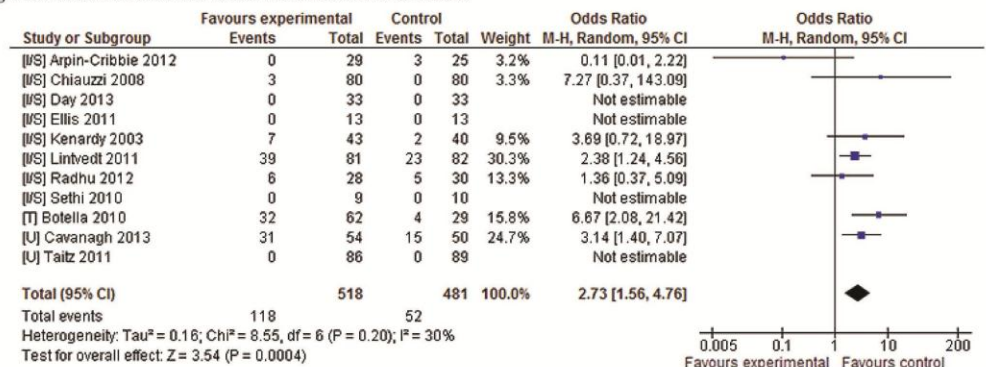 Favours experimental Control Odds Ratio Odds Ratio
Study or Subgroup Events Total Events Total Weight M-H, Random, 95% CI M-H, Random, 95% CI
[I/S] Arpin-Cribbie 2012 0 29 3 25 3.2% 0.11 [0.01, 2.22]
[I/S] Chiauzzi 2008 3 80 0 80 3.3% 7.27 [0.37, 143.09]
[I/S] Day 2013 0 33 0 33 Not estimable
[I/S] Ellis 2011 0 13 0 13 Not estimable
[I/S] Kenardy 2003 7 43 2 40 9.5% 3.69 [0.72, 18.97]
[I/S] Lintvedt 2011 39 81 23 82 30.3% 2.38 [1.24, 4.56]
[I/S] Radhu 2012 6 28 5 30 13.3% 1.36 [0.37, 5.09]
[I/S] Sethi 2010 0 9 0 10 Not estimable
[T] Botella 2010 32 62 4 29 15.8% 6.67 [2.08, 21.42]
[U] Cavanagh 2013 31 54 15 50 24.7% 3.14 [1.40, 7.07]
[U] Taitz 2011 0 86 0 89 Not estimable
Total (95% CI) 518 481 100.0% 2.73 [1.56, 4.76]
Total events 118 52
Heterogeneity: Tau² = 0.16; Chi² = 8.55, df = 6 (P = 0.20); I² = 30%
Test for overall effect: Z = 3.54 (P = 0.0004)
0.005 0.1 1 10 200
Favours experimental Favours control